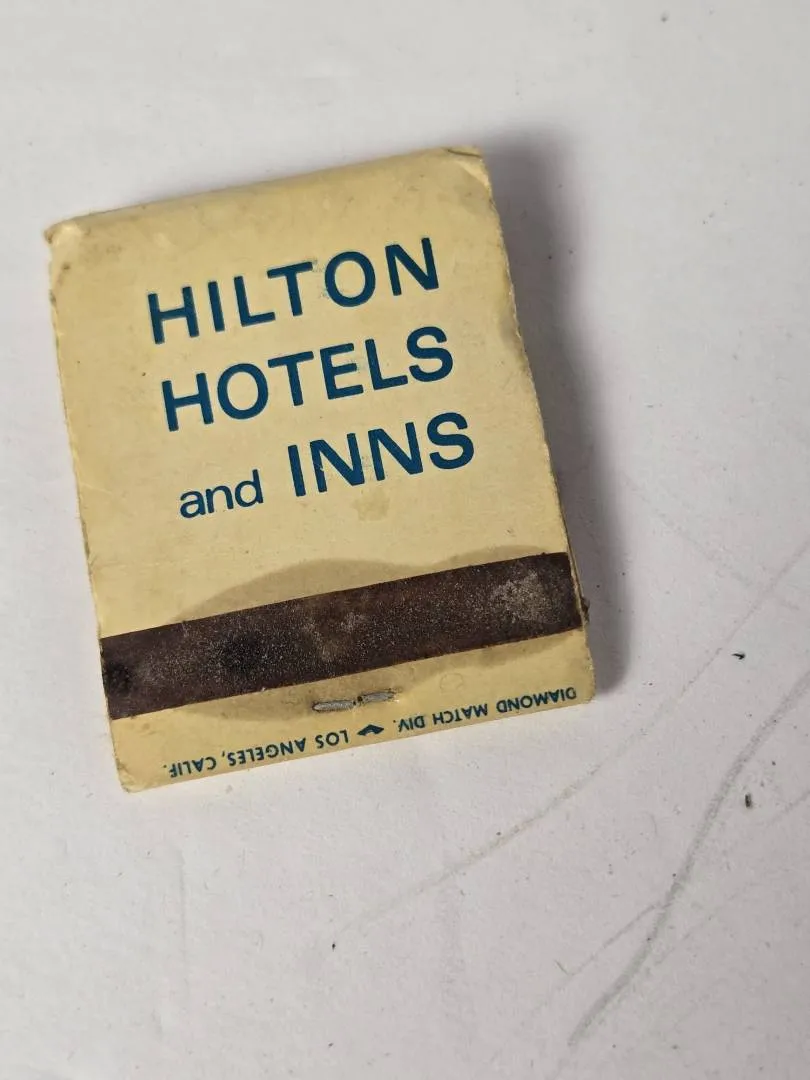 HILTON
HOTELS
and INNS
DIAMOND MATCH DIV. LOS ANGELES, CALIF.